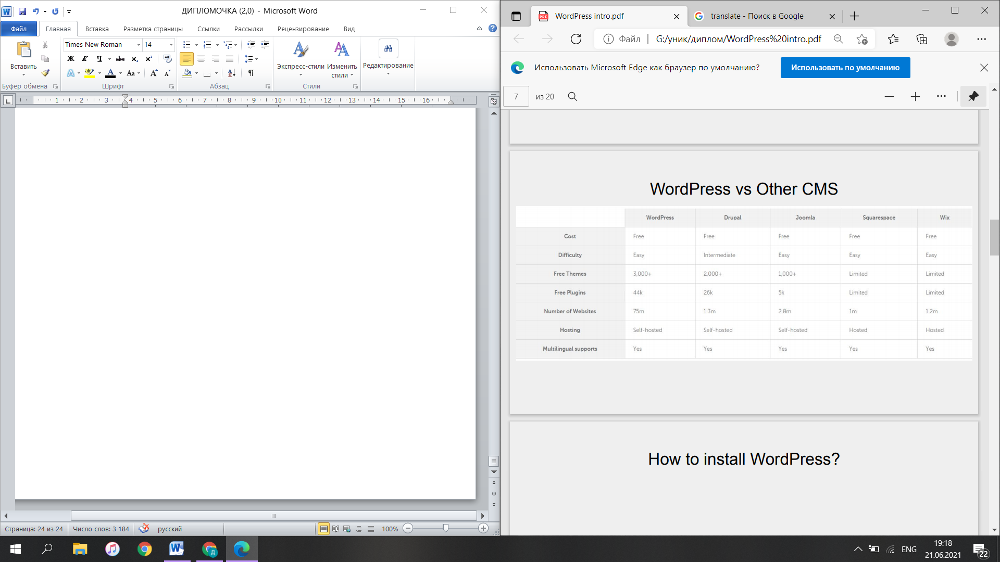 ДИПЛОМОЧКА (2,0) - Microsoft Word
Файл Главная Вставка Разметка страницы Ссылки Рассылки Рецензирование Вид
Times New Roman 14
Вставить
Ж К Ч abc x₂ x²
Aa
Экспресс-стили
Изменить стили
Редактирование
Буфер обмена Шрифт Абзац Стили
1 2 3 4 5 6 7 8 9 10 11 12 13 14 15 16
Страница: 24 из 24 Число слов: 3 184 русский 100%
WordPress intro.pdf
translate - Поиск в Google
Файл G:/уник/диплом/WordPress%20intro.pdf
Использовать Microsoft Edge как браузер по умолчанию? Использовать по умолчанию
7 из 20
WordPress vs Other CMS
WordPress Drupal Joomla Squarespace Wix
Cost Free Free Free Free Free
Difficulty Easy Intermediate Easy Easy Easy
Free Themes 3,000+ 2,000+ 1,000+ Limited Limited
Free Plugins 44k 26k 5k Limited Limited
Number of Websites 75m 1.3m 2.8m 1m 1.2m
Hosting Self-hosted Self-hosted Self-hosted Hosted Hosted
Multilingual supports Yes Yes Yes Yes Yes
How to install WordPress?
ENG
19:18
21.06.2021
22